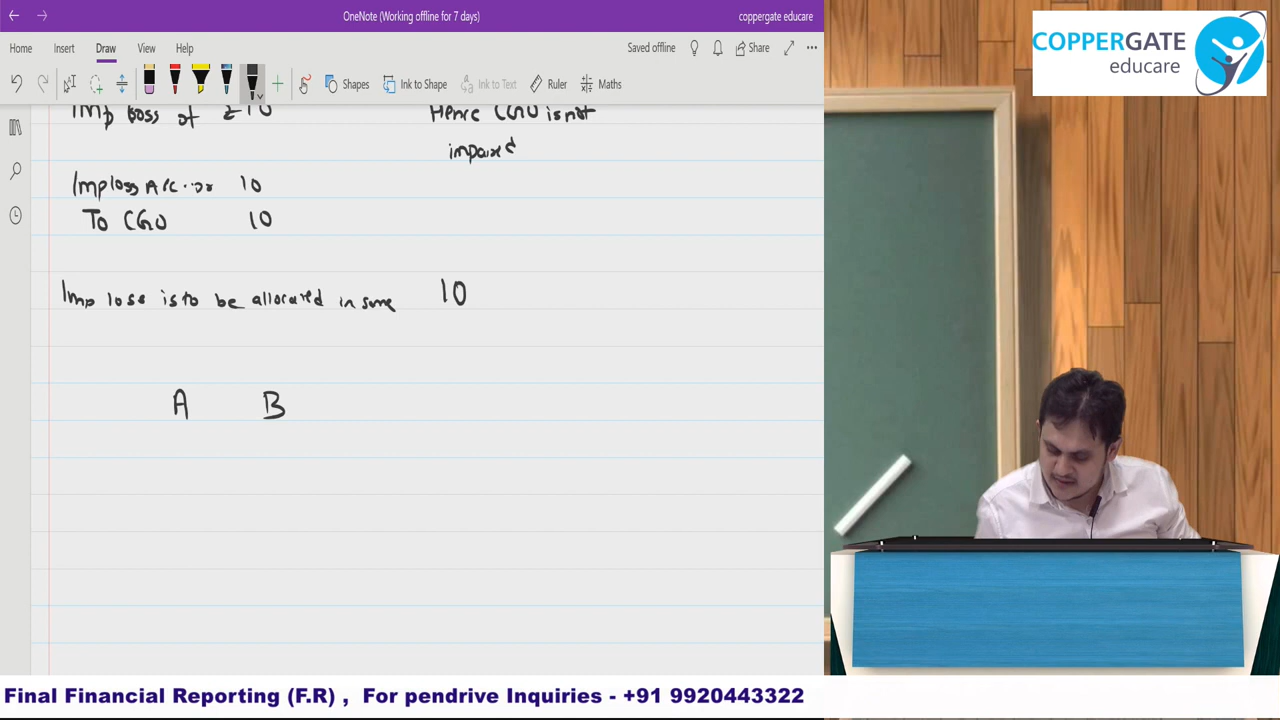 OneNote (Working offline for 7 days)
coppergate educare
Home Insert Draw View Help
Saved offline Share
Shapes Ink to Shape Ink to Text Ruler Maths
Imp loss of ₹10
Hence CGU is not
impaired
Imp loss A/c .. Dr 10
To CGU 10
Imp loss is to be allocated in same 10
A B
COPPERGATE
educare
Final Financial Reporting (F.R) , For pendrive Inquiries - +91 9920443322